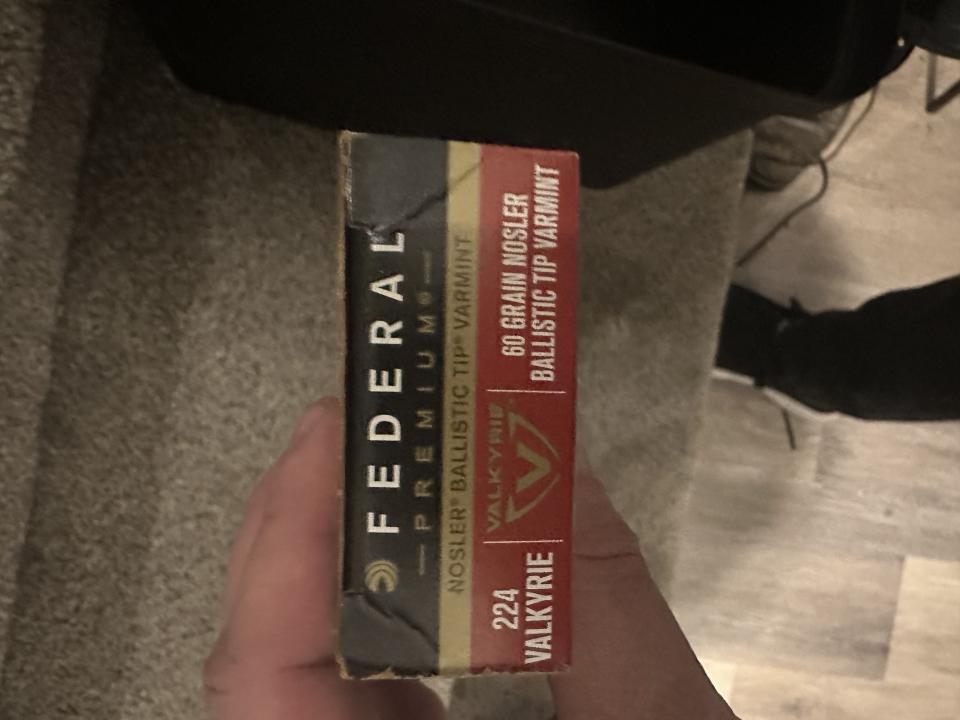 FEDERAL
PREMIUM®
NOSLER® BALLISTIC TIP® VARMINT
224
VALKYRIE
VALKYRIE
60 GRAIN NOSLER
BALLISTIC TIP VARMINT